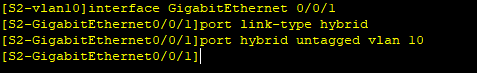 [S2-vlan10]interface GigabitEthernet 0/0/1
[S2-GigabitEthernet0/0/1]port link-type hybrid
[S2-GigabitEthernet0/0/1]port hybrid untagged vlan 10
[S2-GigabitEthernet0/0/1]